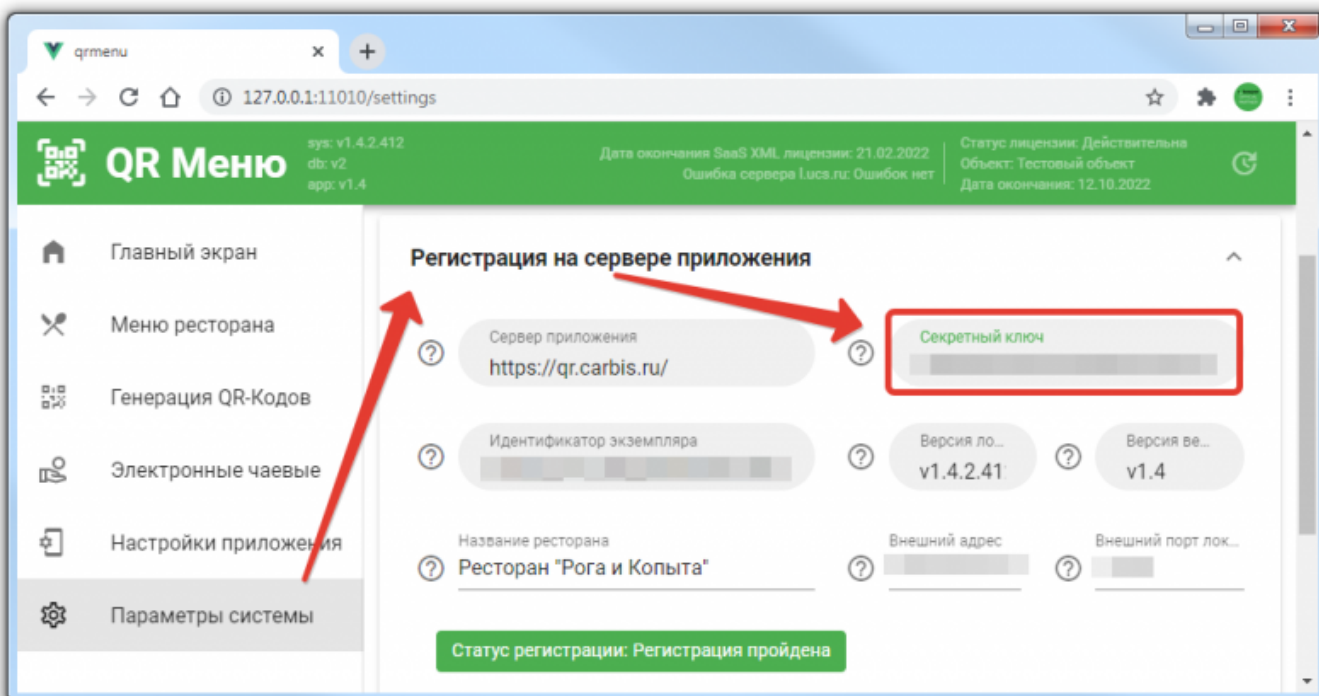 qrmenu
127.0.0.1:11010/settings
QR Меню
sys: v1.4.2.412
db: v2
app: v1.4
Дата окончания SaaS XML лицензии: 21.02.2022
Ошибка сервера l.ucs.ru: Ошибок нет
Статус лицензии: Действительна
Объект: Тестовый объект
Дата окончания: 12.10.2022
Главный экран
Меню ресторана
Генерация QR-Кодов
Электронные чаевые
Настройки приложения
Параметры системы
Регистрация на сервере приложения
Сервер приложения
https://qr.carbis.ru/
Секретный ключ
Идентификатор экземпляра
Версия ло...
v1.4.2.41
Версия ве...
v1.4
Название ресторана
Ресторан "Рога и Копыта"
Внешний адрес
Внешний порт лок...
Статус регистрации: Регистрация пройдена